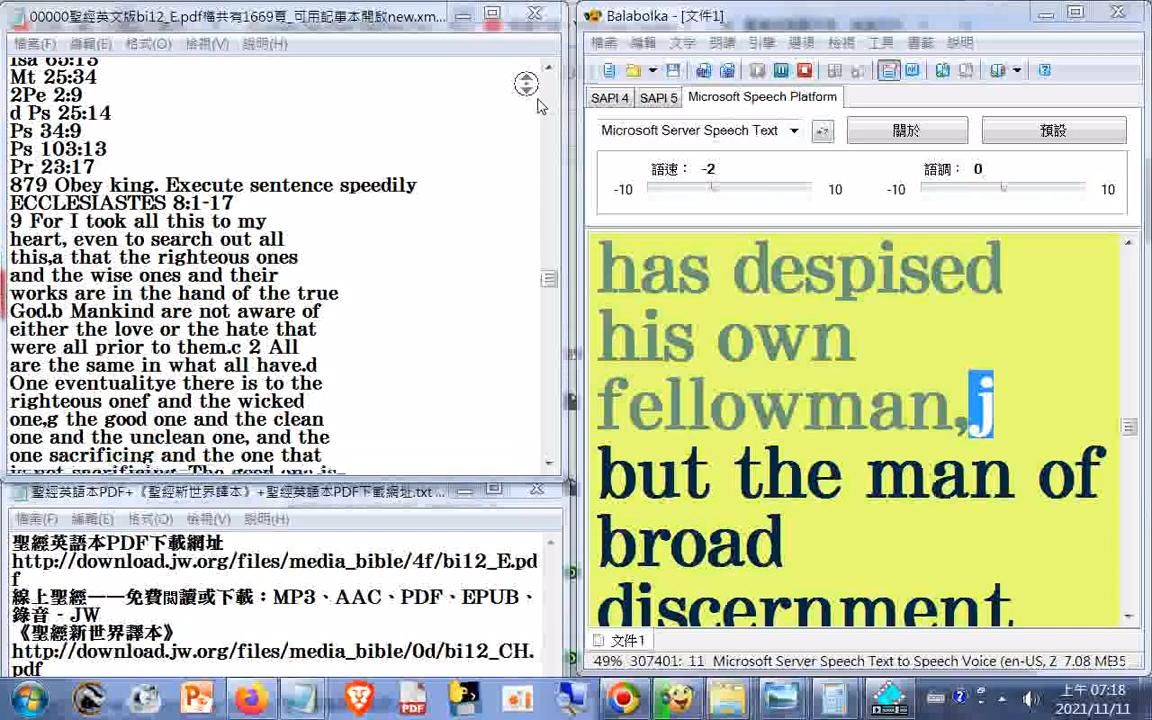 00000聖經英文版bi12_E.pdf檔共有1669頁_可用記事本開啟new.xm...
檔案(F) 編輯(E) 格式(O) 檢視(V) 說明(H)
Isa 65:13
Mt 25:34
2Pe 2:9
d Ps 25:14
Ps 34:9
Ps 103:13
Pr 23:17
879 Obey king. Execute sentence speedily
ECCLESIASTES 8:1-17
9 For I took all this to my
heart, even to search out all
this,a that the righteous ones
and the wise ones and their
works are in the hand of the true
God.b Mankind are not aware of
either the love or the hate that
were all prior to them.c 2 All
are the same in what all have.d
One eventualitye there is to the
righteous onef and the wicked
one,g the good one and the clean
one and the unclean one, and the
one sacrificing and the one that
is not sacrificing. The good one is
聖經英語本PDF+《聖經新世界譯本》+聖經英語本PDF下載網址.txt ...
檔案(F) 編輯(E) 格式(O) 檢視(V) 說明(H)
聖經英語本PDF下載網址
http://download.jw.org/files/media_bible/4f/bi12_E.pd
f
線上聖經——免費閱讀或下載：MP3、AAC、PDF、EPUB、
錄音 - JW
《聖經新世界譯本》
http://download.jw.org/files/media_bible/0d/bi12_CH.
pdf
Balabolka - [文件1]
檔案 編輯 文字 朗讀 引擎 選項 檢視 工具 書籤 說明
SAPI 4 SAPI 5 Microsoft Speech Platform
Microsoft Server Speech Text 關於 預設
語速： -2 語調： 0
-10 10 -10 10
has despised
his own
fellowman,j
but the man of
broad
discernment
文件1
49% 307401: 11 Microsoft Server Speech Text to Speech Voice (en-US, Z 7.08 MB
上午 07:18
2021/11/11